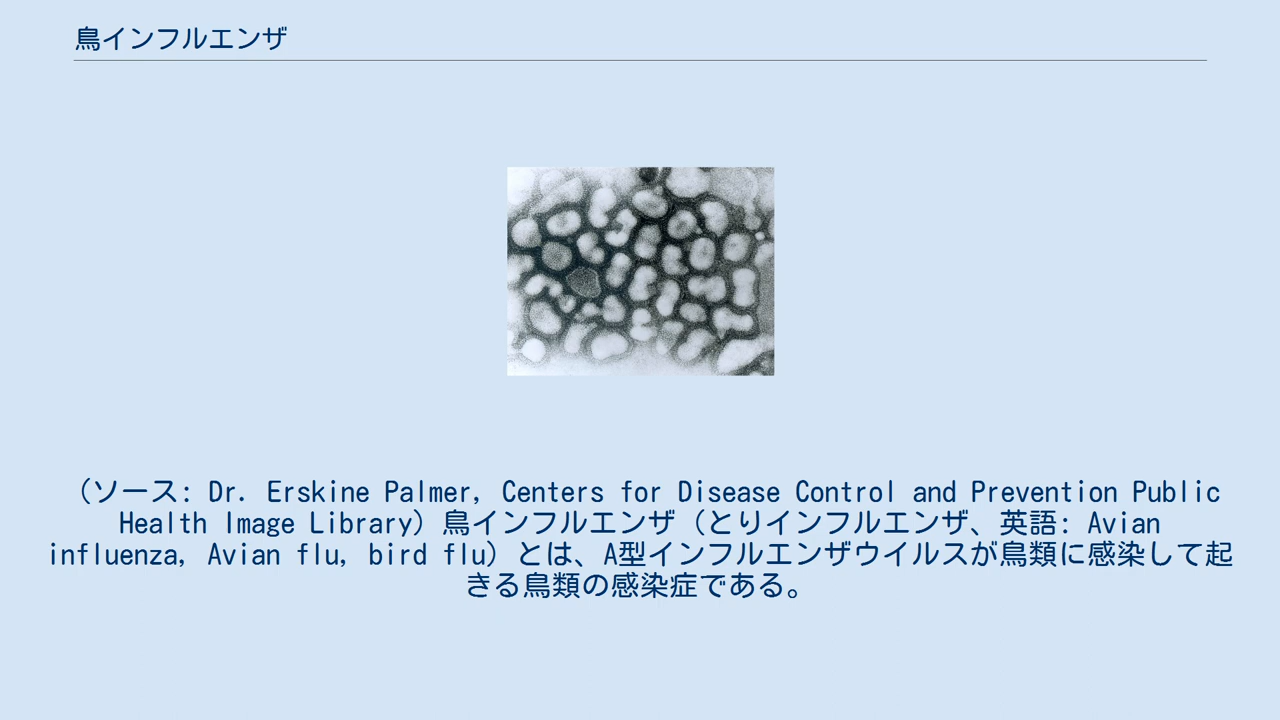 鳥インフルエンザ
（ソース: Dr. Erskine Palmer, Centers for Disease Control and Prevention Public
Health Image Library）鳥インフルエンザ（とりインフルエンザ、英語: Avian
influenza, Avian flu, bird flu）とは、A型インフルエンザウイルスが鳥類に感染して起
きる鳥類の感染症である。